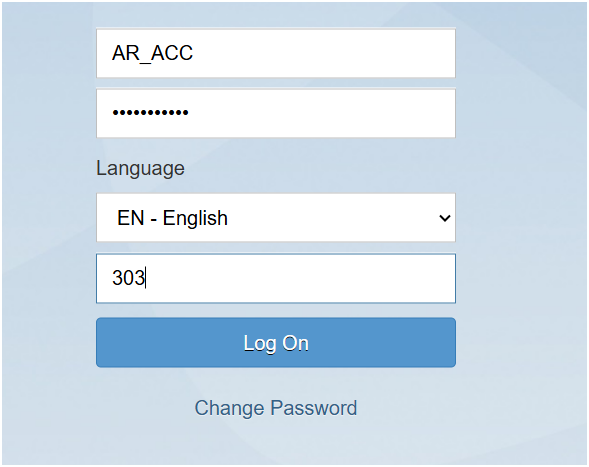 AR_ACC
•••••••••••
Language
EN - English
303
Log On
Change Password